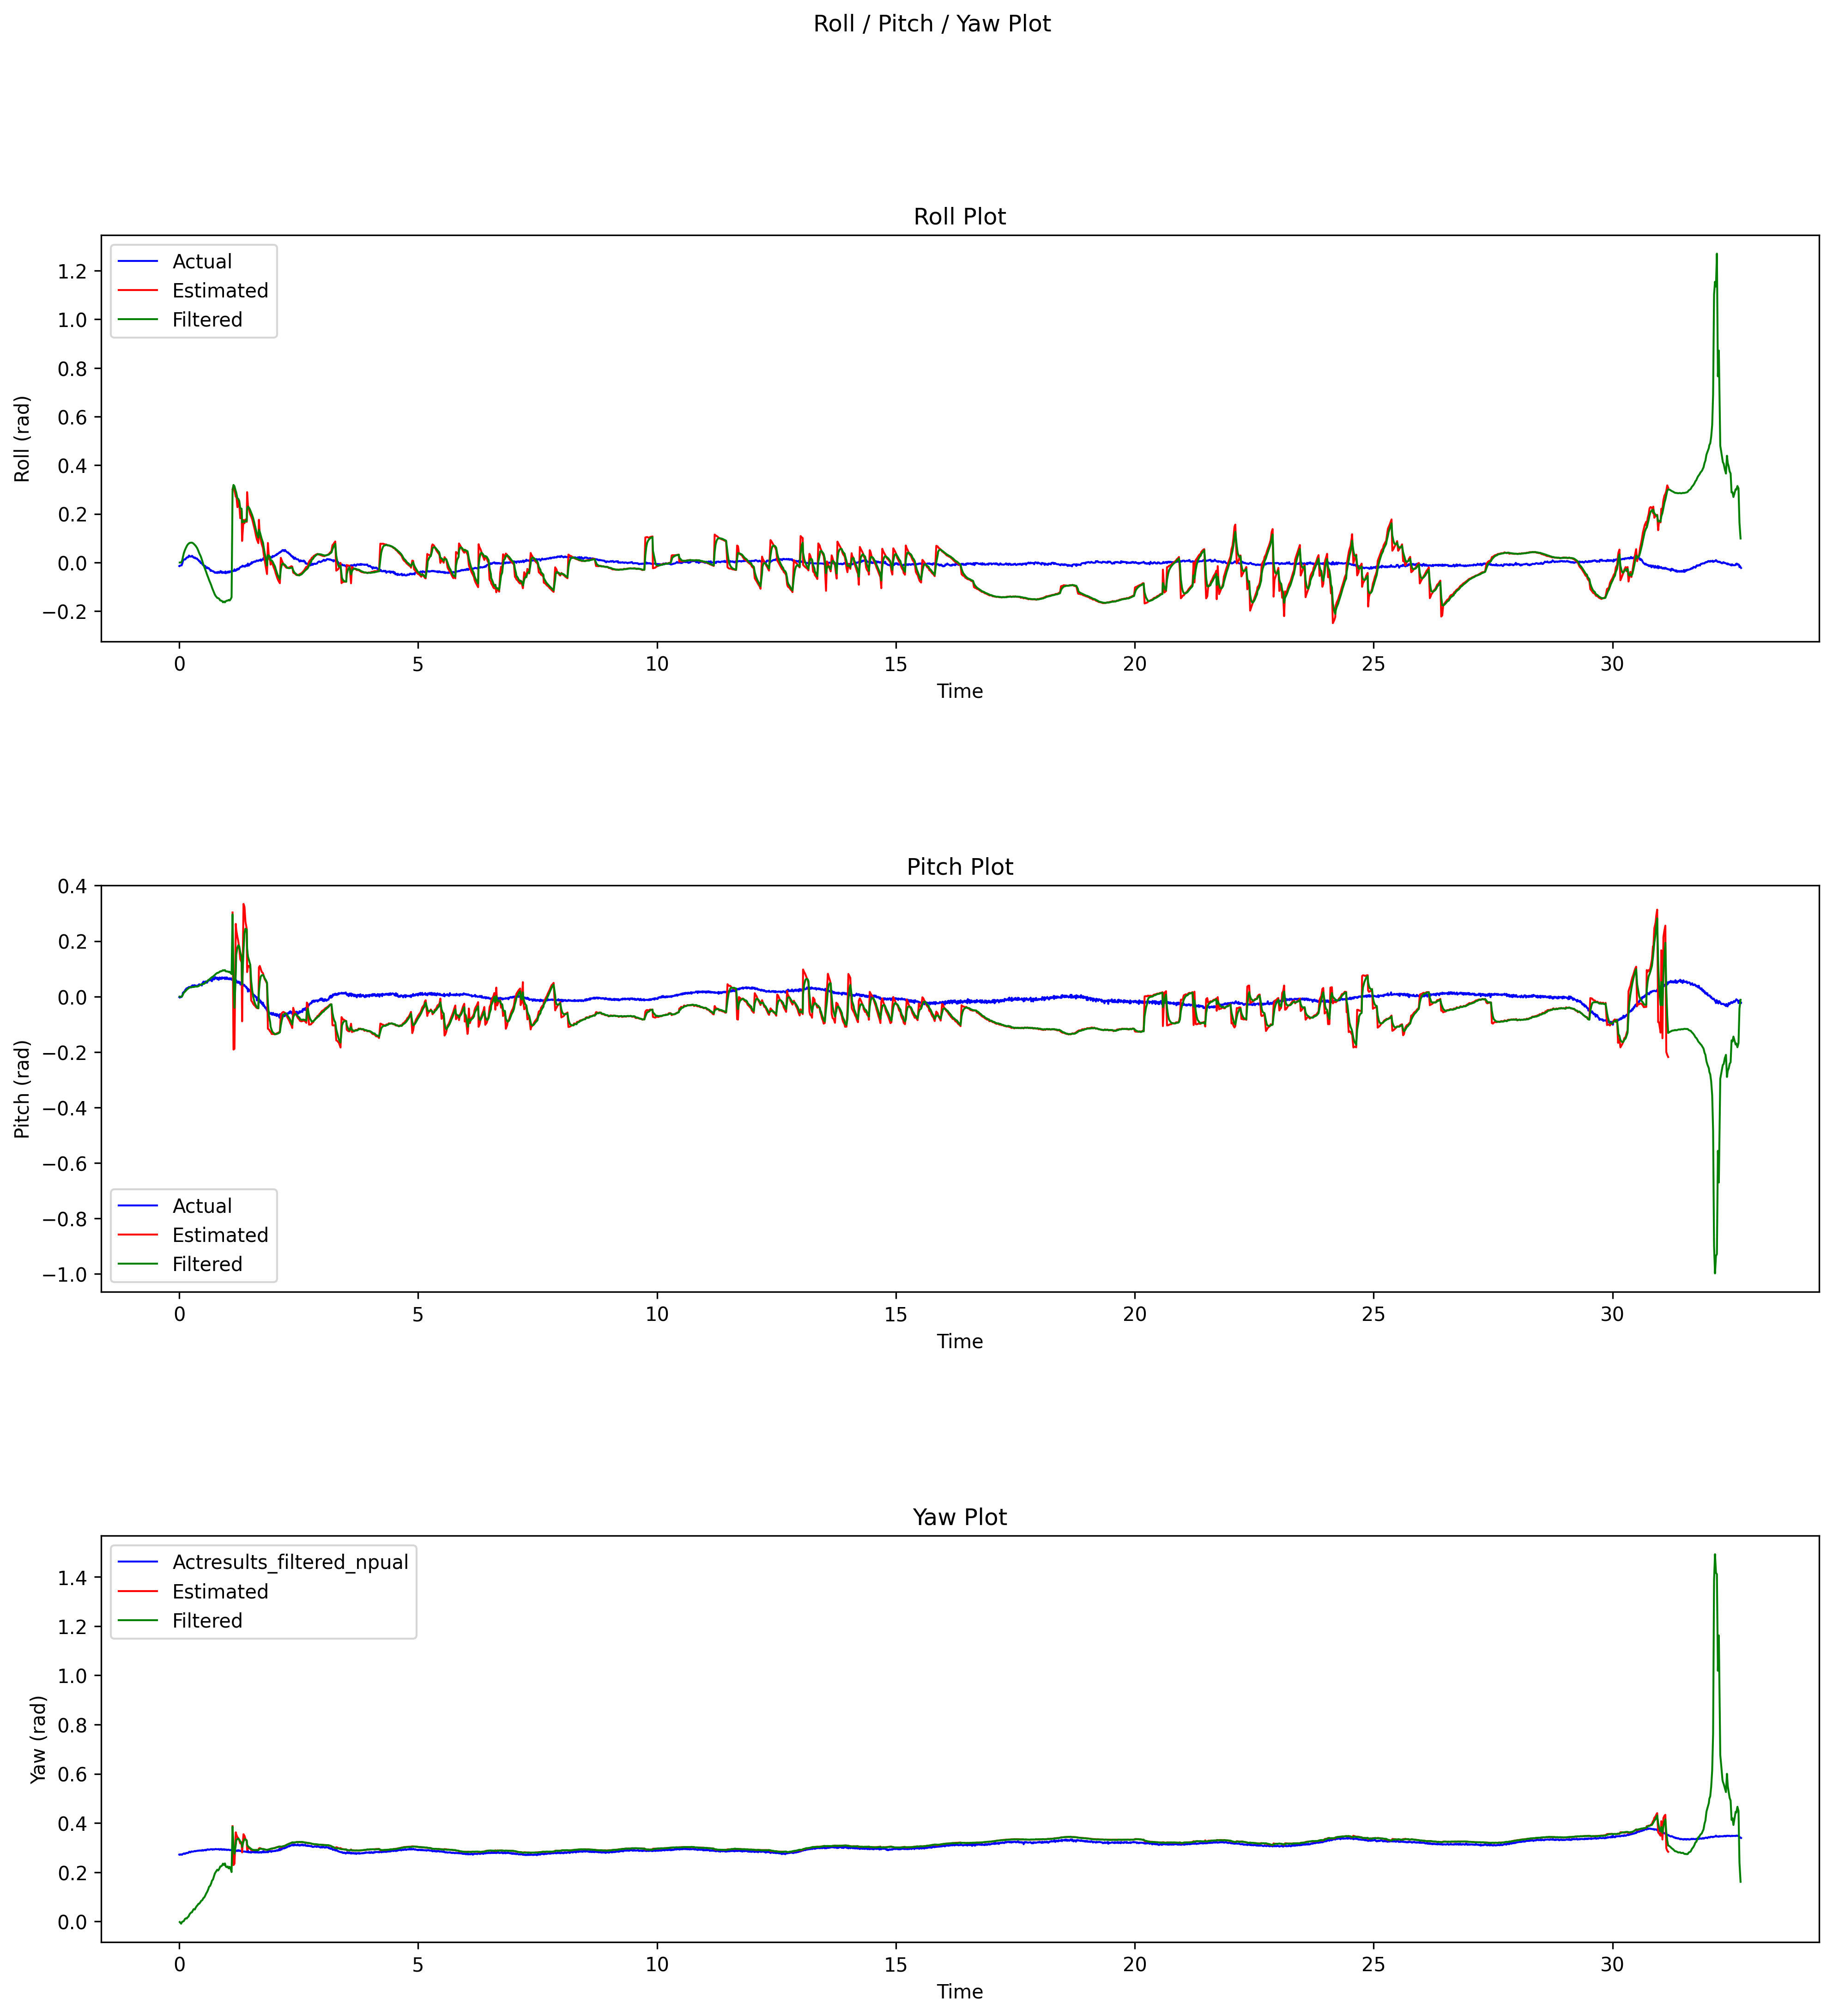 Roll / Pitch / Yaw Plot
Roll Plot
Actual
Estimated
Filtered
Roll (rad)
1.2
1.0
0.8
0.6
0.4
0.2
0.0
−0.2
0 5 10 15 20 25 30
Time
Pitch Plot
Pitch (rad)
0.4
0.2
0.0
−0.2
−0.4
−0.6
−0.8
−1.0
Actual
Estimated
Filtered
0 5 10 15 20 25 30
Time
Yaw Plot
Actresults_filtered_npual
Estimated
Filtered
Yaw (rad)
1.4
1.2
1.0
0.8
0.6
0.4
0.2
0.0
0 5 10 15 20 25 30
Time